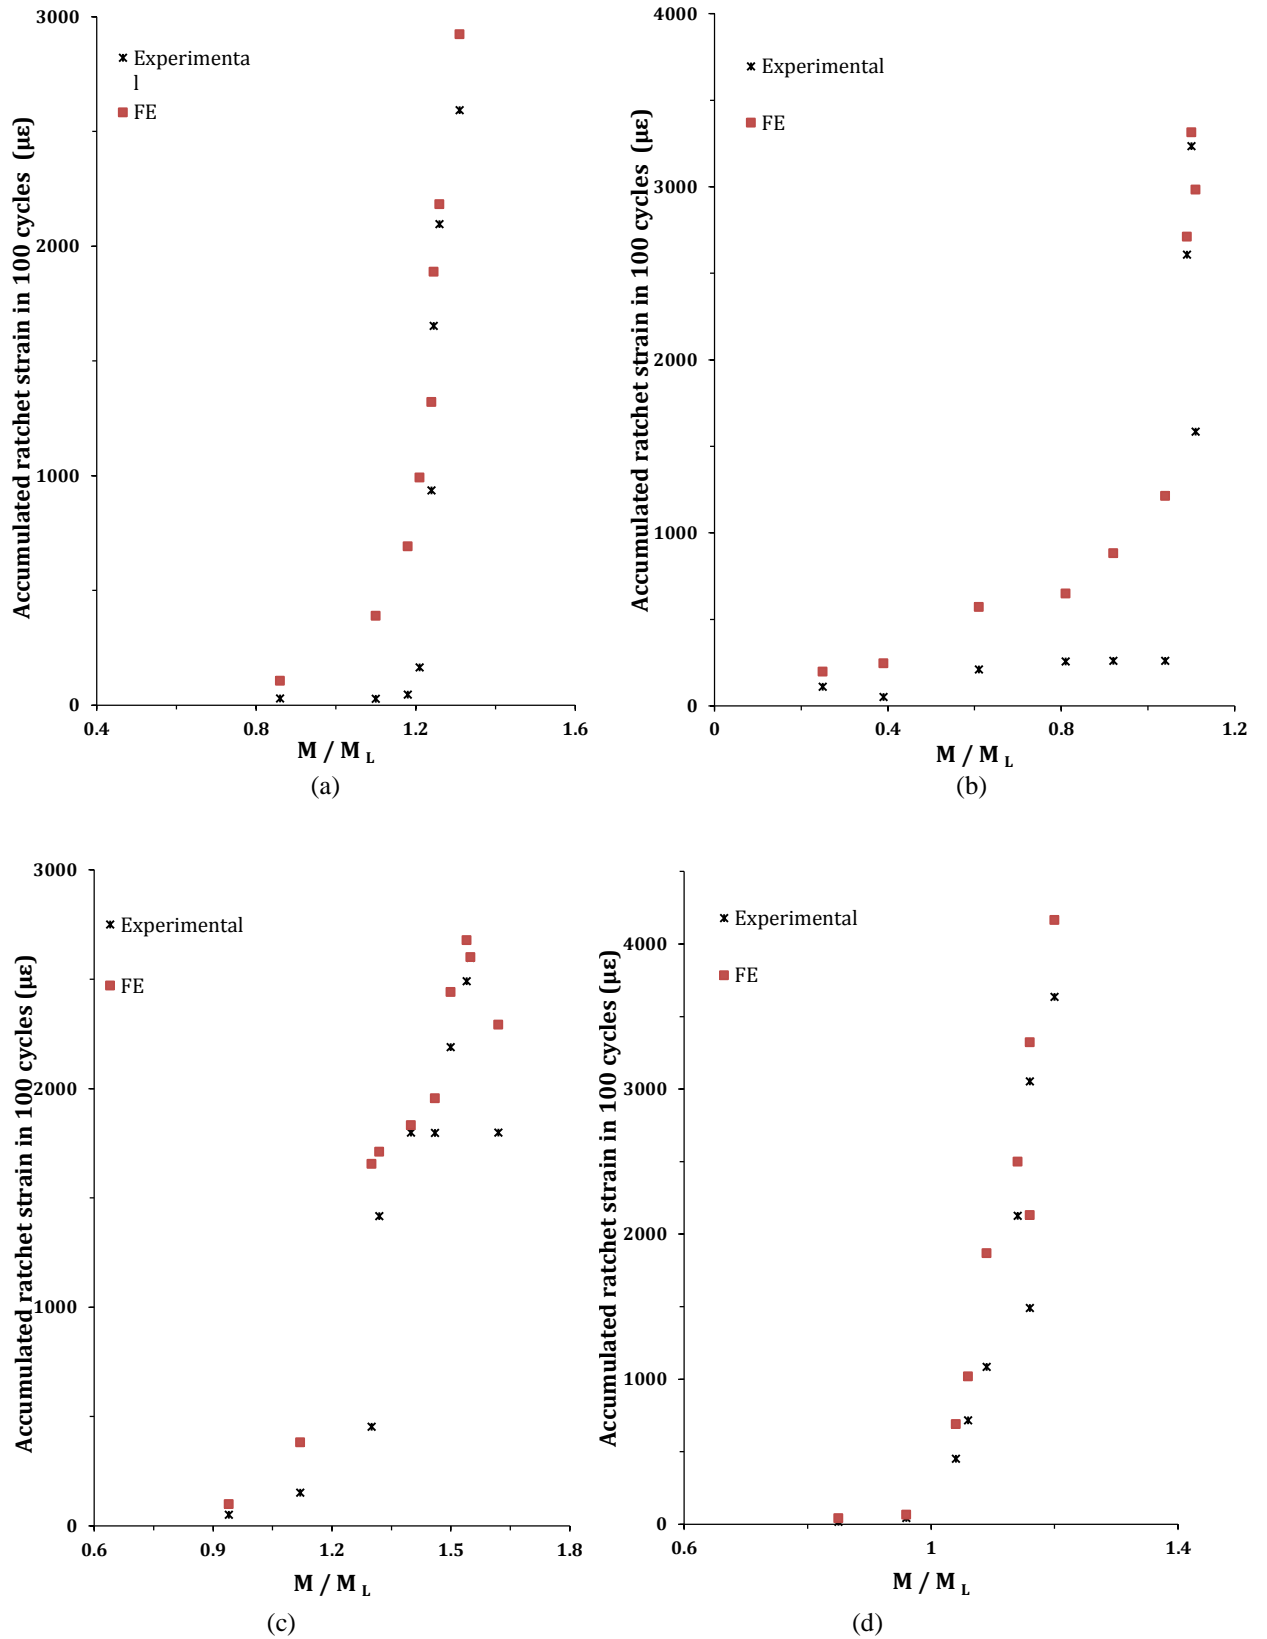 Accumulated ratchet strain in 100 cycles (με)
3000
2000
1000
0
Experimenta
l
FE
0.4
0.8
1.2
1.6
M / M L
(a)
Accumulated ratchet strain in 100 cycles (με)
4000
3000
2000
1000
0
Experimental
FE
0
0.4
0.8
1.2
M / M L
(b)
Accumulated ratchet strain in 100 cycles (με)
3000
2000
1000
0
Experimental
FE
0.6
0.9
1.2
1.5
1.8
M / M L
(c)
Accumulated ratchet strain in 100 cycles (με)
4000
3000
2000
1000
0
Experimental
FE
0.6
1
1.4
M / M L
(d)